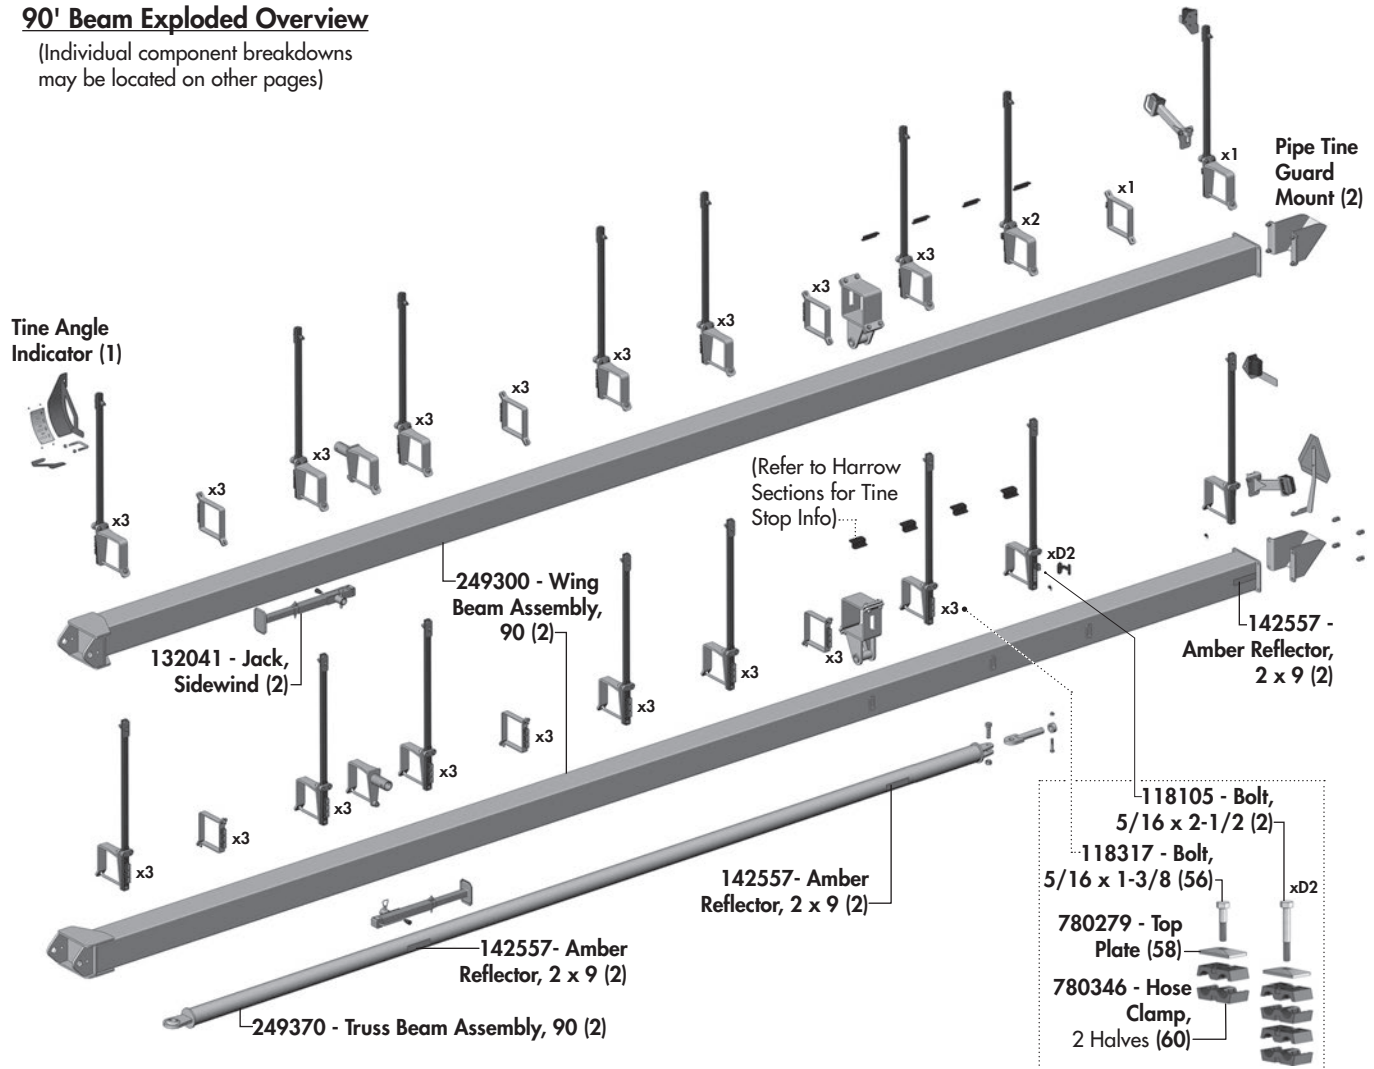 90' Beam Exploded Overview
(Individual component breakdowns
may be located on other pages)
x1
Pipe Tine
Guard
Mount (2)
x1
x2
x3
x3
x3
x3
Tine Angle
Indicator (1)
x3
x3
x3
x3
x3
(Refer to Harrow
Sections for Tine
Stop Info)
xD2
249300 - Wing
Beam Assembly,
90 (2)
x3
142557 -
Amber Reflector,
2 x 9 (2)
132041 - Jack,
Sidewind (2)
x3
x3
x3
x3
x3
x3
x3
x3
118105 - Bolt,
5/16 x 2-1/2 (2)
118317 - Bolt,
5/16 x 1-3/8 (56)
xD2
142557- Amber
Reflector, 2 x 9 (2)
780279 - Top
Plate (58)
142557- Amber
Reflector, 2 x 9 (2)
780346 - Hose
Clamp,
2 Halves (60)
249370 - Truss Beam Assembly, 90 (2)